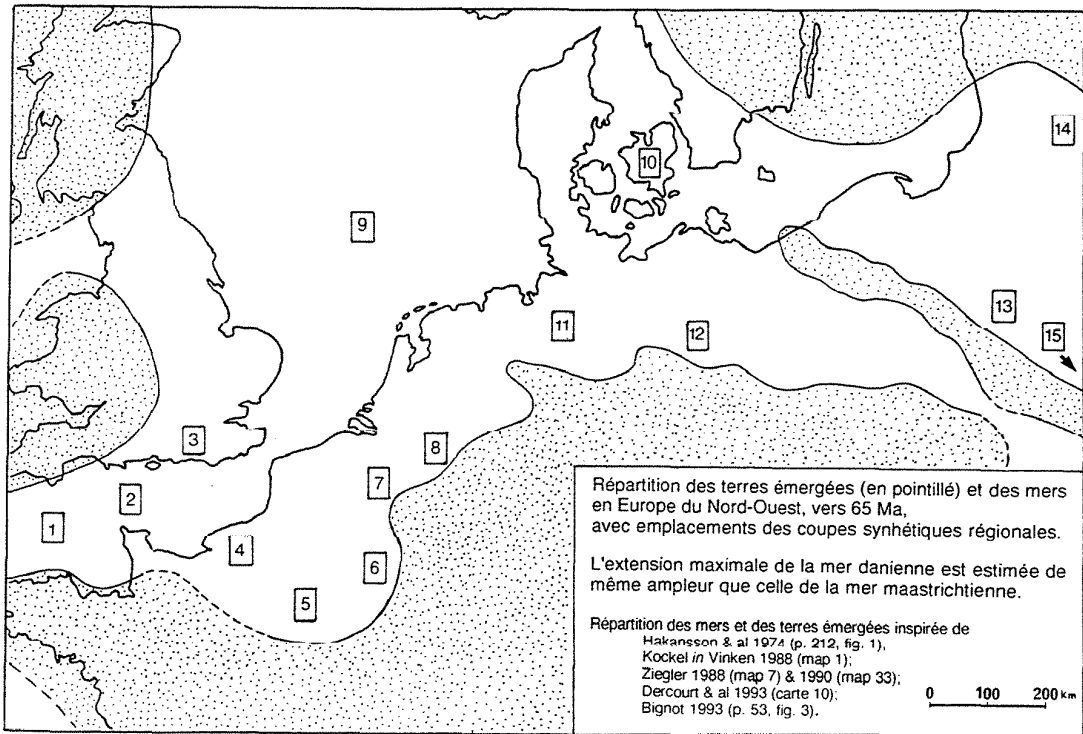 14
10
9
13
11
12
15
3
8
2
7
1
4
6
5
Répartition des terres émergées (en pointillé) et des mers
en Europe du Nord-Ouest, vers 65 Ma,
avec emplacements des coupes synhétiques régionales.
L'extension maximale de la mer danienne est estimée de
même ampleur que celle de la mer maastrichtienne.
Répartition des mers et des terres émergées inspirée de
Hakansson & al 1974 (p. 212, fig. 1),
Kockel in Vinken 1988 (map 1);
Ziegler 1988 (map 7) & 1990 (map 33);
Dercourt & al 1993 (carte 10);
Bignot 1993 (p. 53, fig. 3).
0 100 200 km